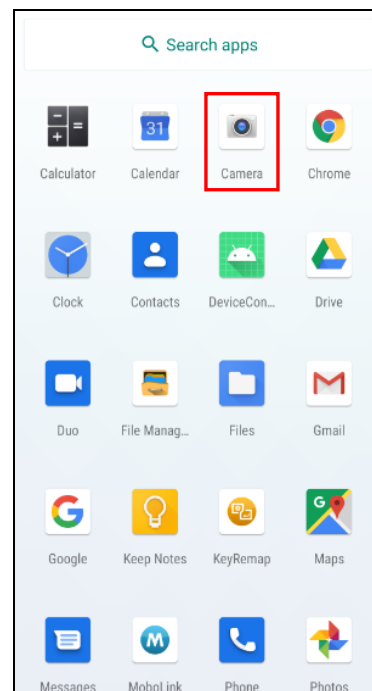 Search apps
31
Calculator Calendar Camera Chrome
Clock Contacts DeviceCon... Drive
Duo File Manag... Files Gmail
G
Google Keep Notes KeyRemap Maps
M
Messages MoboLink Phone Photos